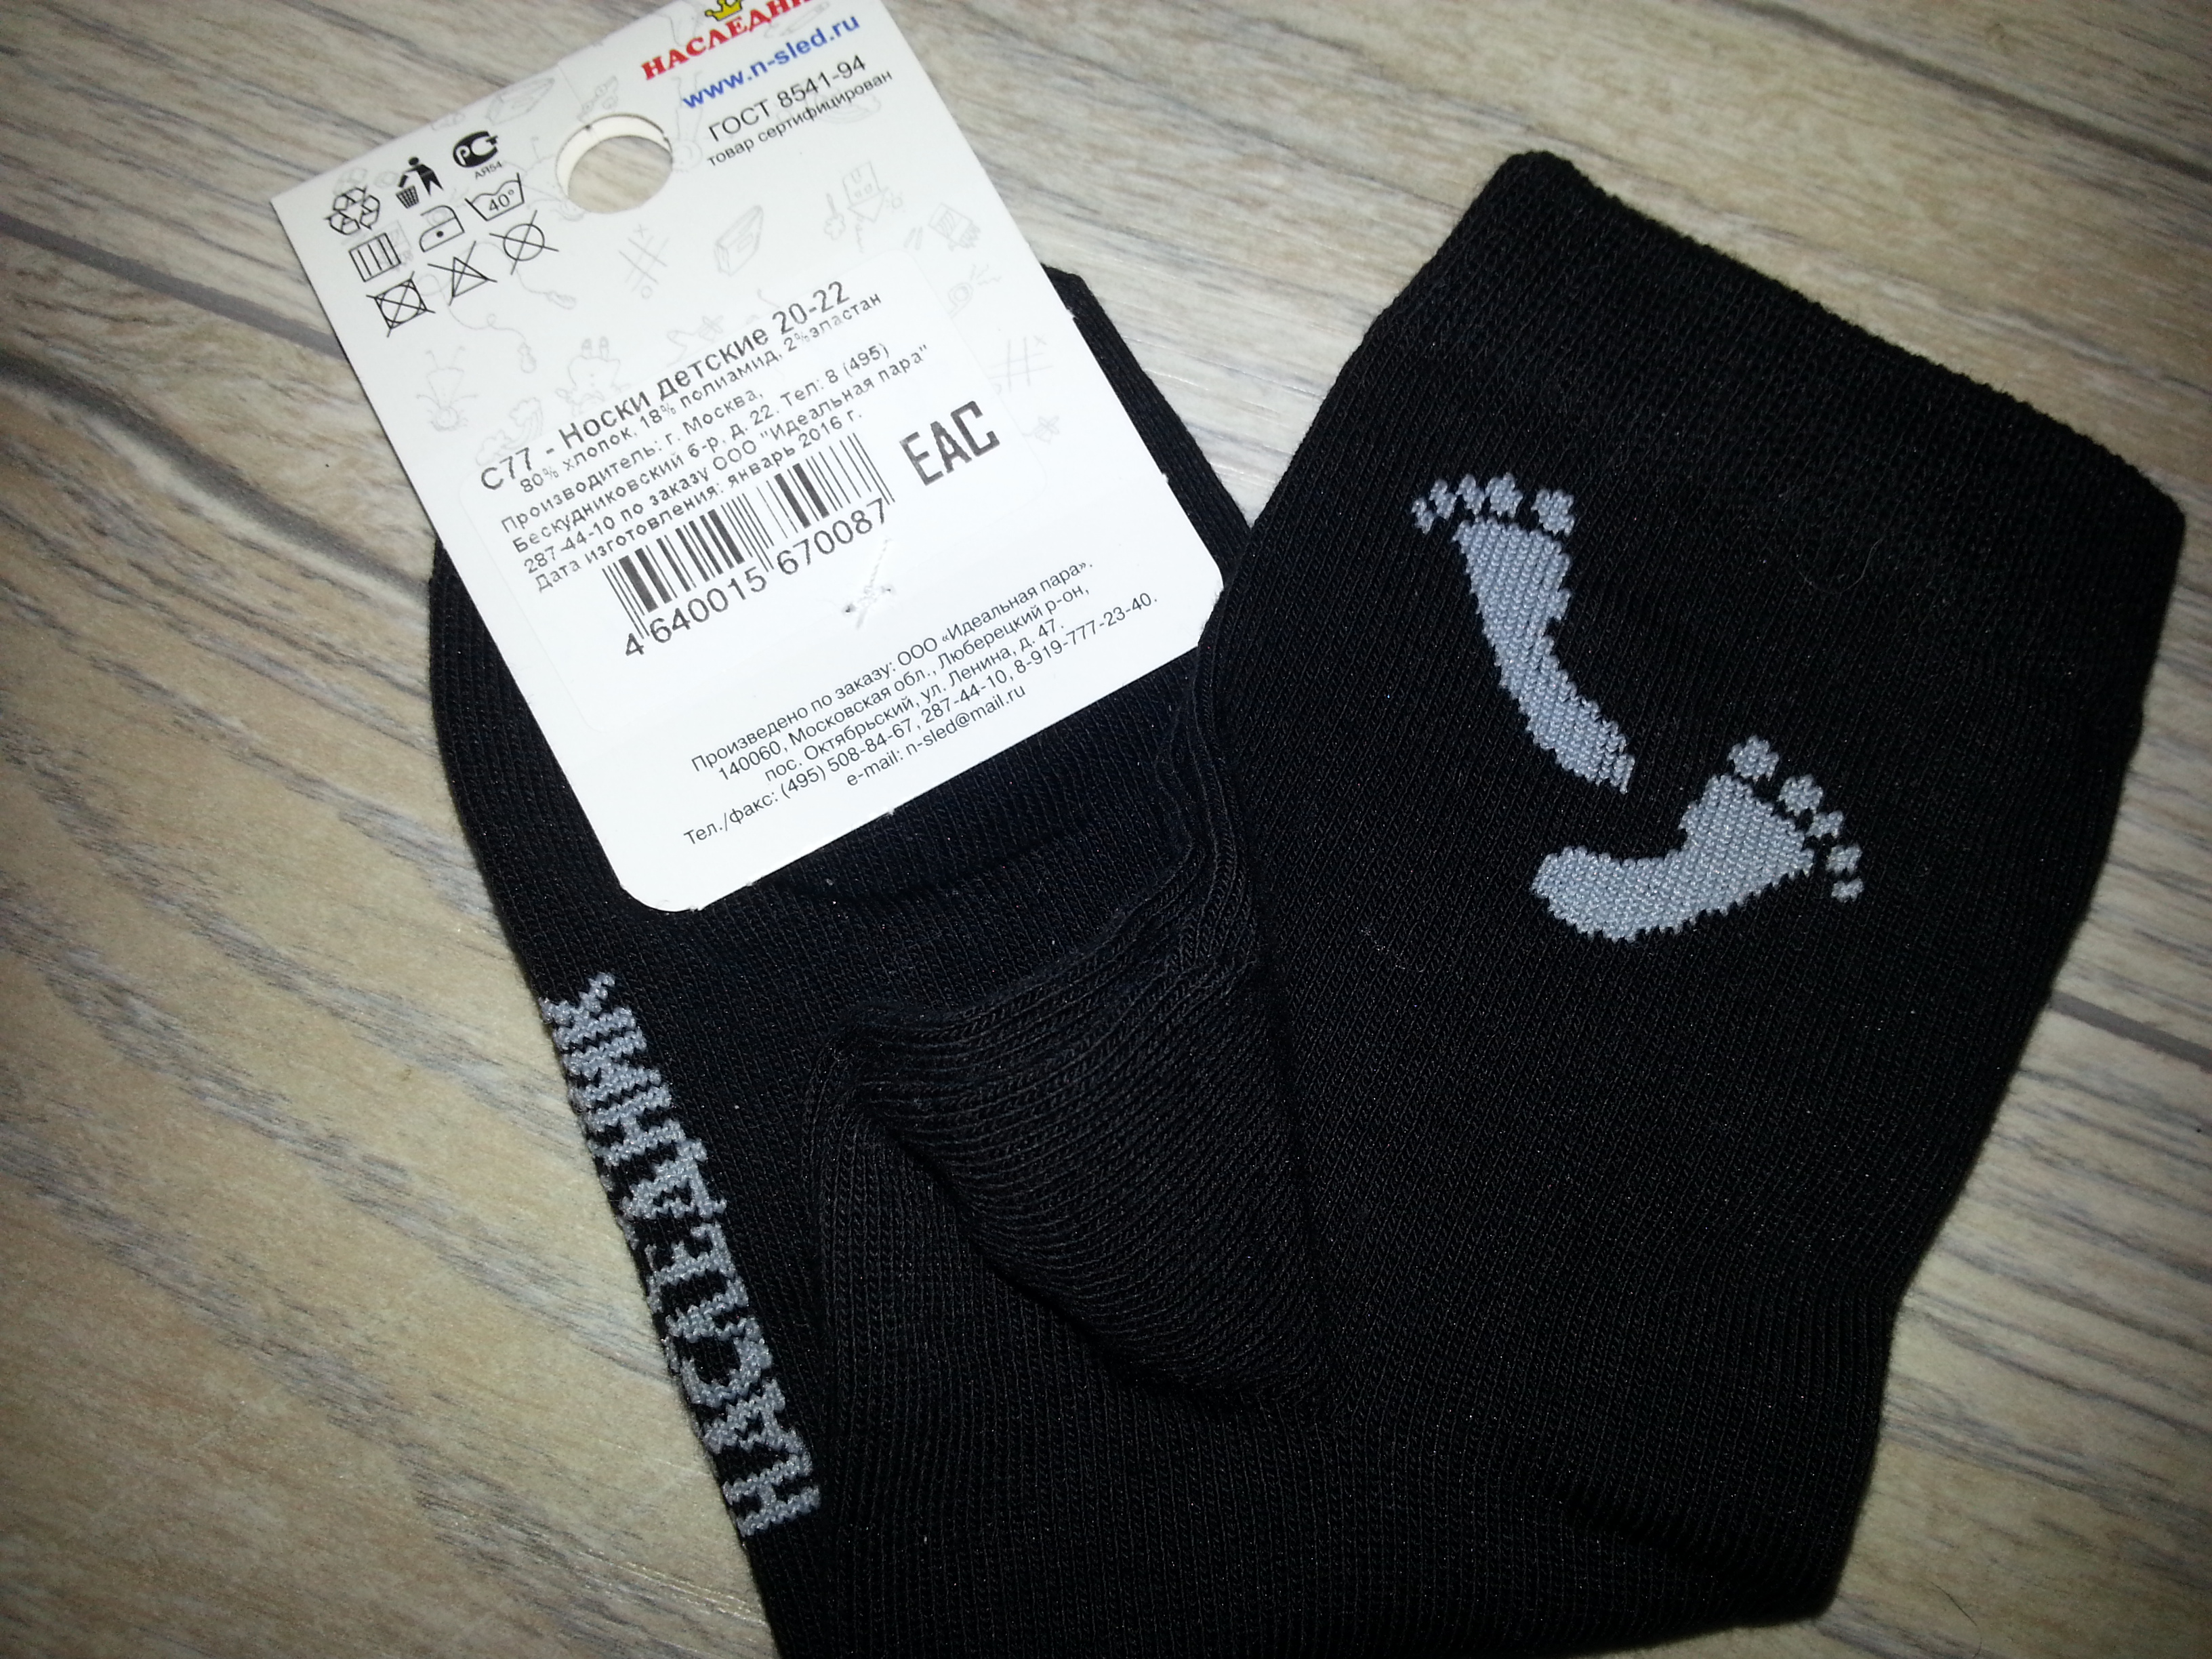 НАСЛЕДНИ
www.n-sled.ru
ГОСТ 8541-94
товар сертифицирован
РС
АЯ54
40°
С77 - Носки детские 20-22
80% хлопок, 18% полиамид, 2%эластан
Производитель: г. Москва,
Бескудниковский б-р, д. 22. Тел: 8 (495)
287-44-10 по заказу ООО "Идеальная пара"
Дата изготовления: январь 2016 г.
4 640015 670087
EAC
Произведено по заказу: ООО «Идеальная пара».
140060, Московская обл., Люберецкий р-он,
пос. Октябрьский, ул. Ленина, д. 47.
Тел./факс: (495) 508-84-67, 287-44-10, 8-919-777-23-40.
e-mail: n-sled@mail.ru
НАСЛЕДНИК